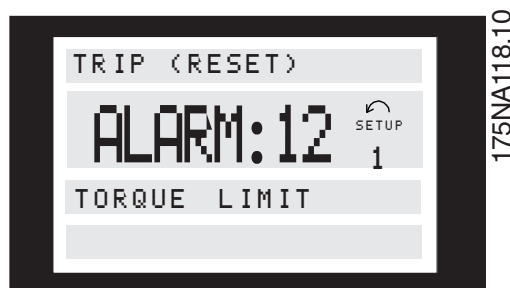 TRIP (RESET)
ALARM:12
SETUP
1
TORQUE LIMIT
175NA118.10